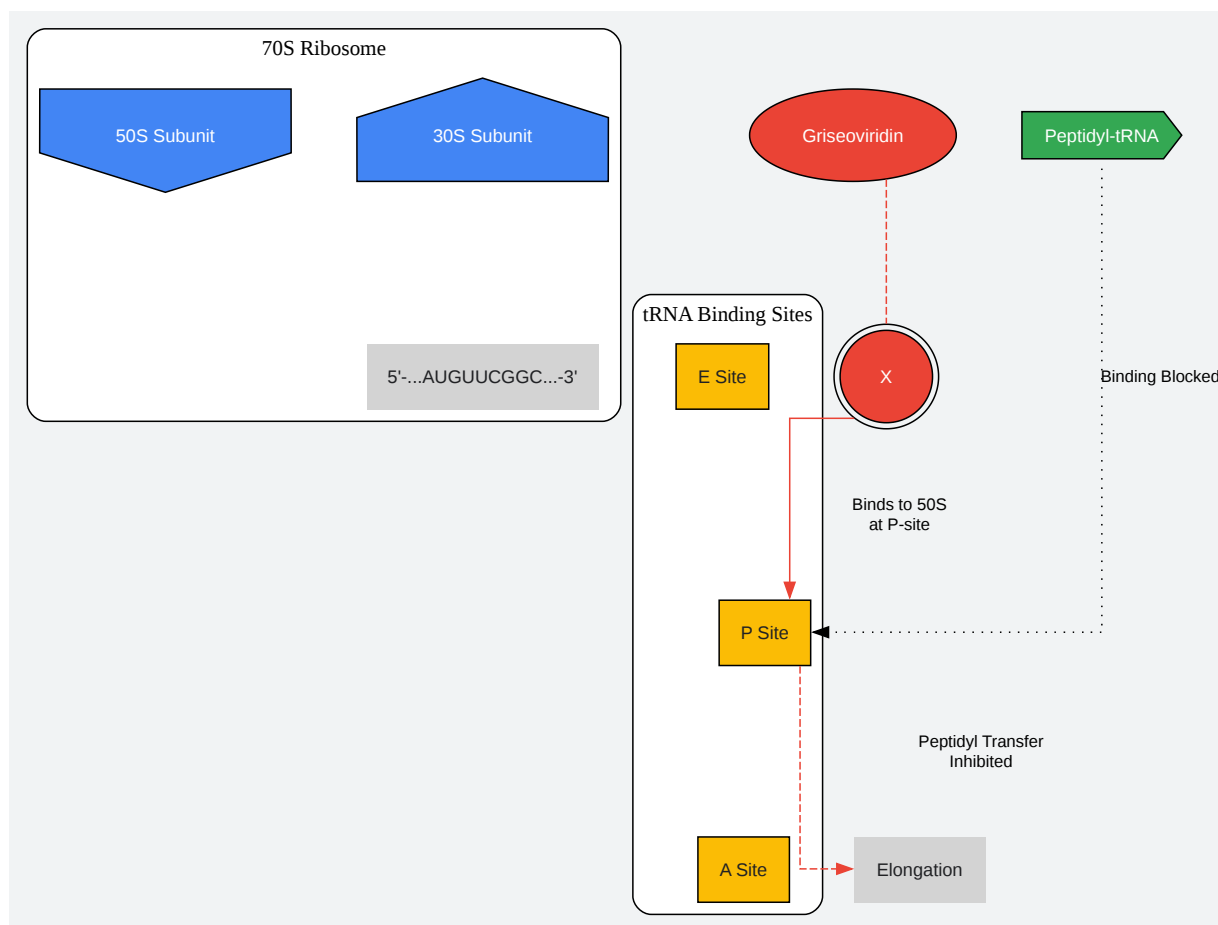 70S Ribosome
50S Subunit
30S Subunit
Griseoviridin
Peptidyl-tRNA
tRNA Binding Sites
5'-...AUGUUCGGC...-3'
E Site
X
Binding Blocked
Binds to 50S
at P-site
P Site
Peptidyl Transfer
Inhibited
A Site
Elongation